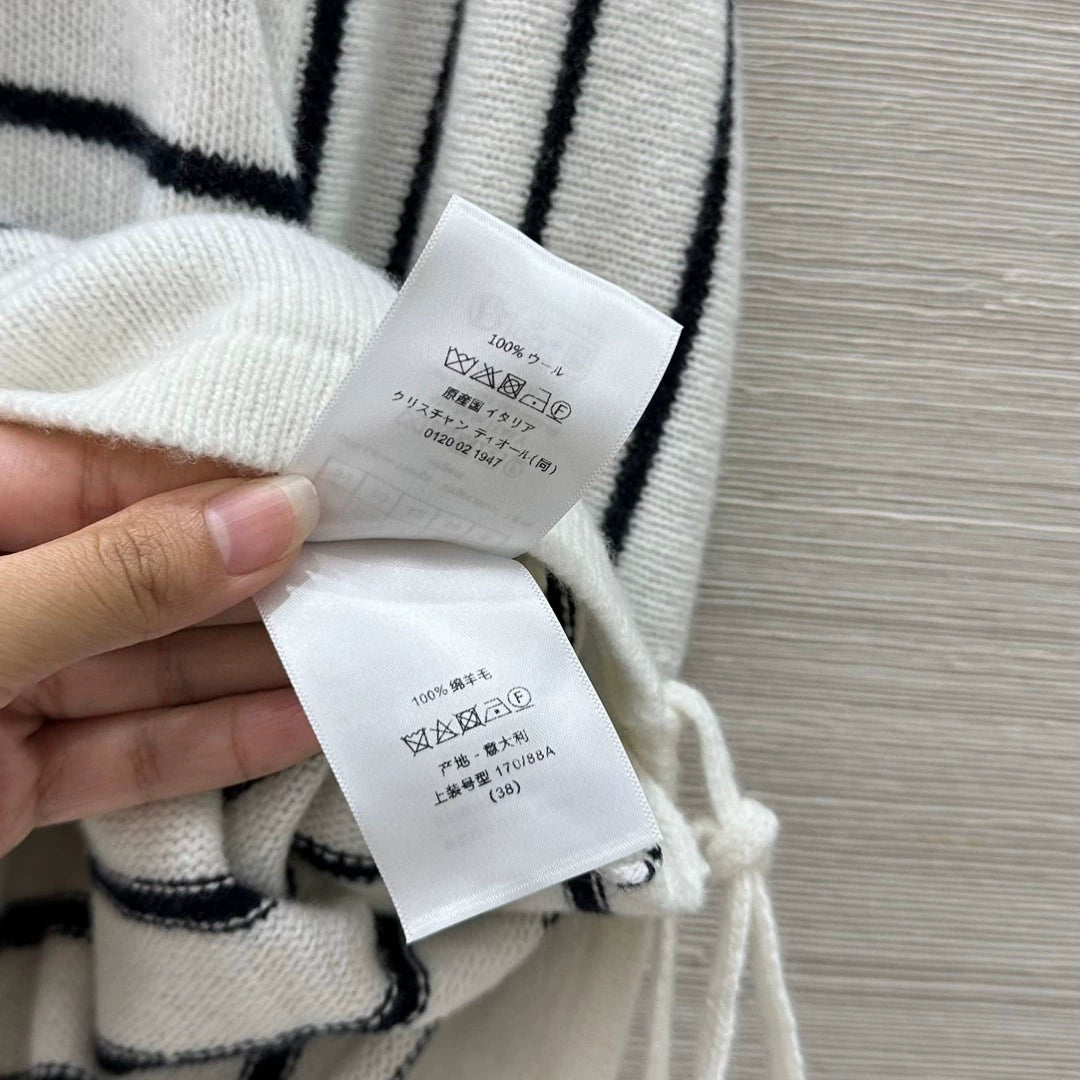 100% ウール
F
原産国 イタリア
クリスチャン ディオール(同)
0120 02 1947
100% 绵羊毛
F
产地 - 意大利
上装号型 170/88A
(38)